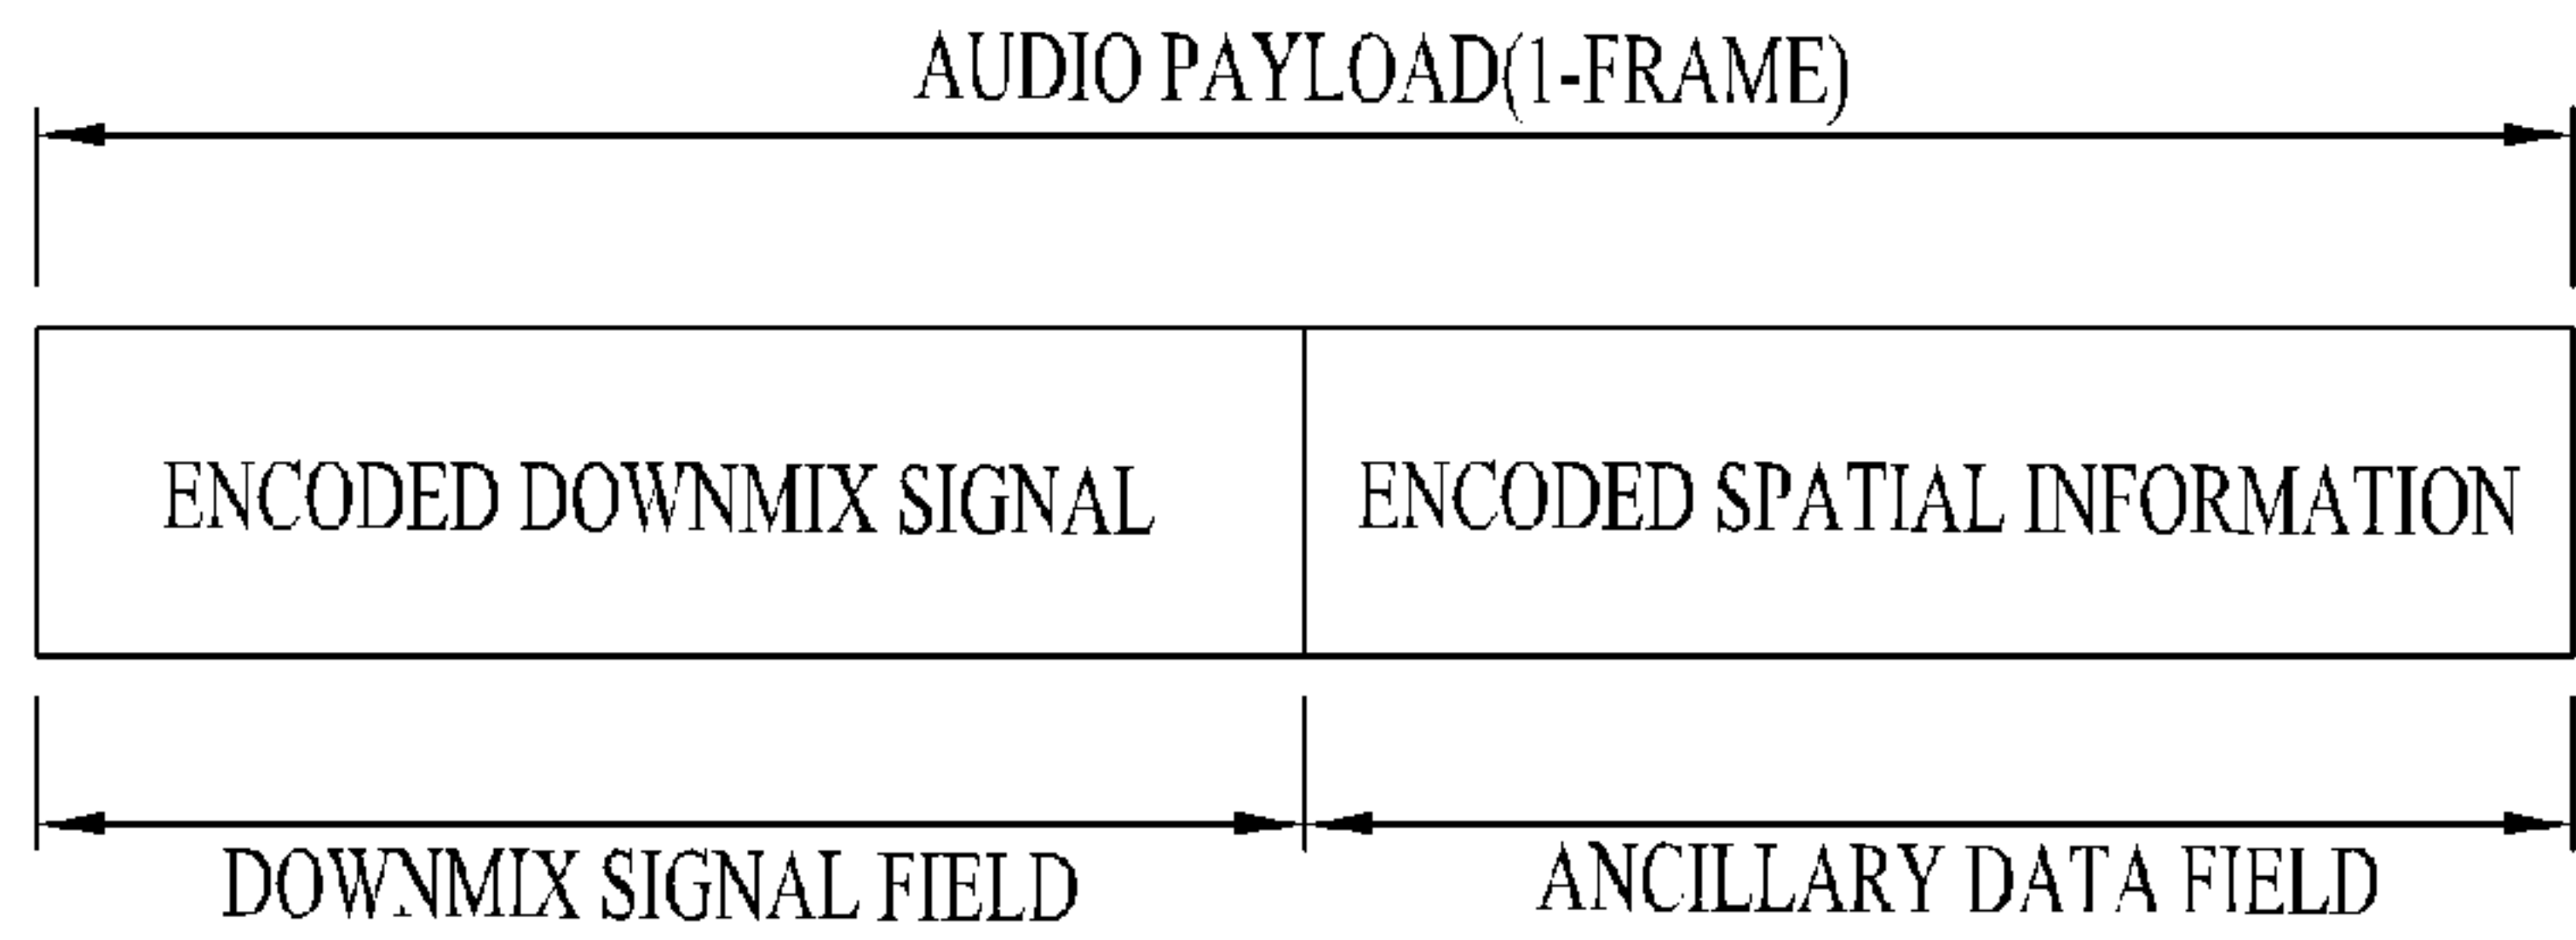 AUDIO PAYLOAD(1-FRAME)
ENCODED DOWNMIX SIGNAL
ENCODED SPATIAL INFORMATION
DOWNMIX SIGNAL FIELD
ANCILLARY DATA FIELD